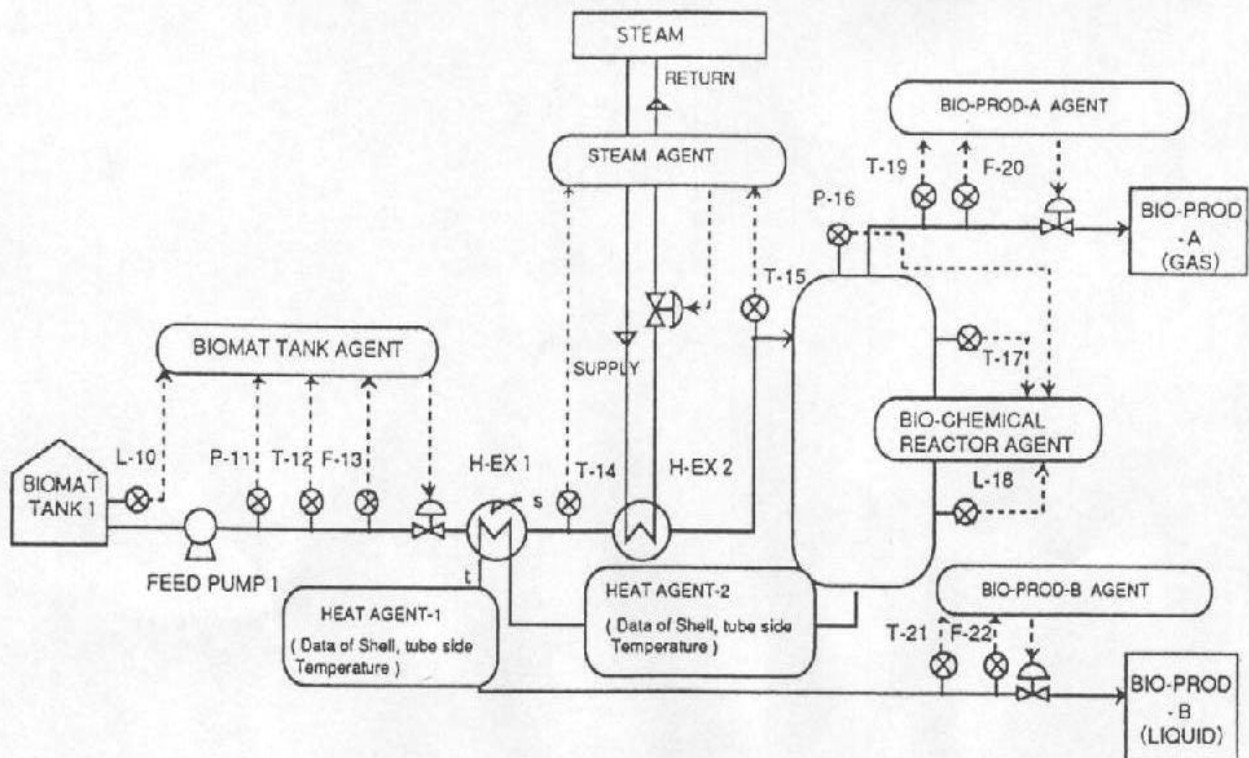 STEAM
RETURN
BIO-PROD-A AGENT
STEAM AGENT
T-19
F-20
P-16
BIO-PROD
-A
(GAS)
T-15
BIOMAT TANK AGENT
SUPPLY
T-17
BIO-CHEMICAL
REACTOR AGENT
L-10
P-11
T-12
F-13
H-EX 1
T-14
H-EX 2
L-18
BIOMAT
TANK 1
s
FEED PUMP 1
t
HEAT AGENT-1
( Data of Shell, tube side
Temperature )
HEAT AGENT-2
( Data of Shell, tube side
Temperature )
BIO-PROD-B AGENT
T-21
F-22
BIO-PROD
-B
(LIQUID)